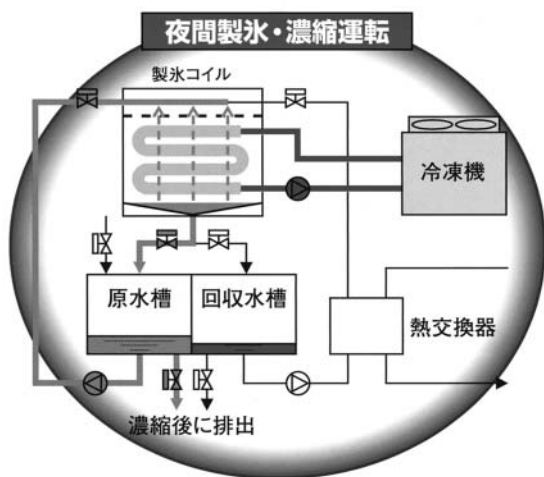 夜間製氷・濃縮運転
製氷コイル
冷凍機
原水槽
回収水槽
熱交換器
濃縮後に排出